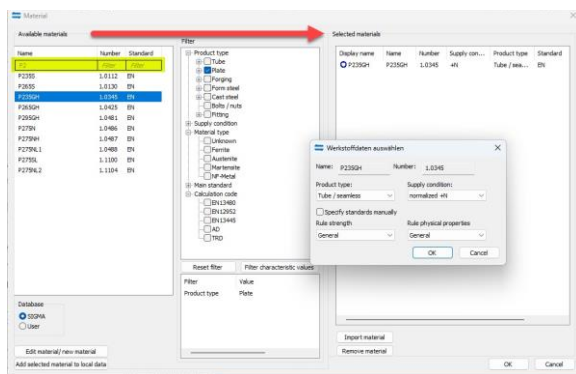 Material
Available materials
Name Number Standard
P2 Filter Filter
P235S 1.0112 EN
P265S 1.0130 EN
P235GH 1.0345 EN
P265GH 1.0425 EN
P295GH 1.0481 EN
P275N 1.0486 EN
P275NH 1.0487 EN
P275NL1 1.0488 EN
P275SL 1.1100 EN
P275NL2 1.1104 EN
Database
SIGMA
User
Edit material/ new material
Add selected material to local data
Filter
Product type
Tube
Plate
Forging
Form steel
Cast steel
Bolts / nuts
Fitting
Supply condition
Material type
Unknown
Ferrite
Austenite
Martensite
NF-Metal
Main standard
Calculation code
EN13480
EN12952
EN13445
AD
TRD
Reset filter Filter characteristic values
Filter Value
Product type Plate
Selected materials
Display name Name Number Supply con... Product type Standard
P235GH P235GH 1.0345 +N Tube / sea... EN
Werkstoffdaten auswählen
Name: P235GH Number: 1.0345
Product type: Supply condition:
Tube / seamless normalized +N
Specify standards manually
Rule strength Rule physical properties
General General
OK Cancel
Import material
Remove material
OK Cancel